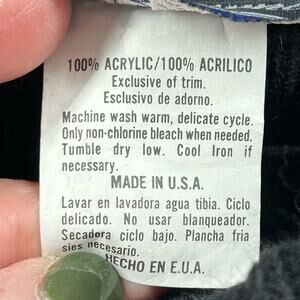 100% ACRYLIC/100% ACRILICO
Exclusive of trim.
Esclusivo de adorno.
Machine wash warm, delicate cycle.
Only non-chlorine bleach when needed.
Tumble dry low. Cool Iron if
necessary.
MADE IN U.S.A.
Lavar en lavadora agua tibia. Ciclo
delicado. No usar blanqueador.
Secadora ciclo bajo. Plancha fria
sies necesario.
HECHO EN E.U.A.